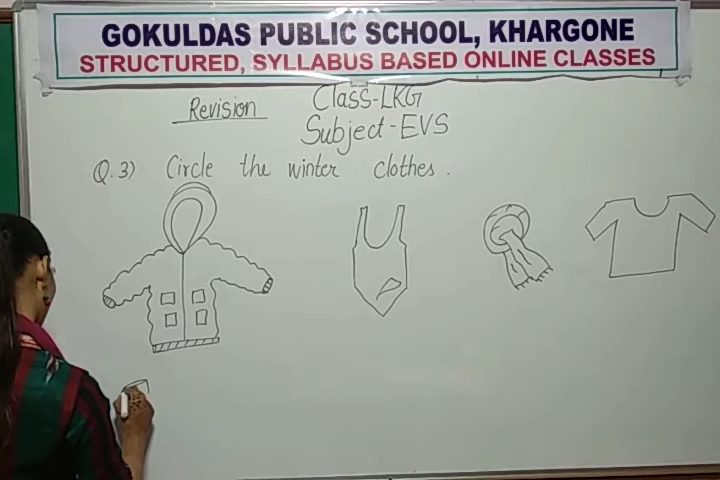 GOKULDAS PUBLIC SCHOOL, KHARGONE
STRUCTURED, SYLLABUS BASED ONLINE CLASSES
Revision
Class-LKG
Subject-EVS
Q.3) Circle the winter clothes.